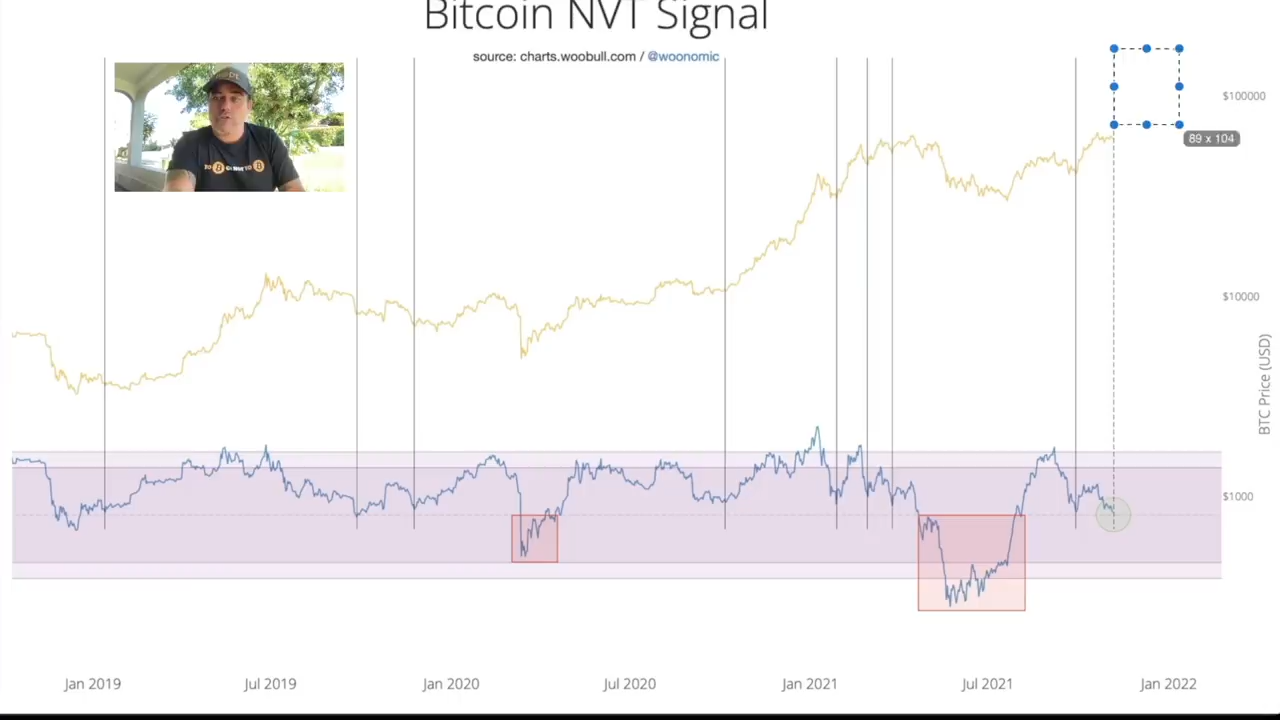 Bitcoin NVT Signal
source: charts.woobull.com / @woonomic
$100000
89 x 104
$10000
BTC Price (USD)
$1000
Jan 2019
Jul 2019
Jan 2020
Jul 2020
Jan 2021
Jul 2021
Jan 2022